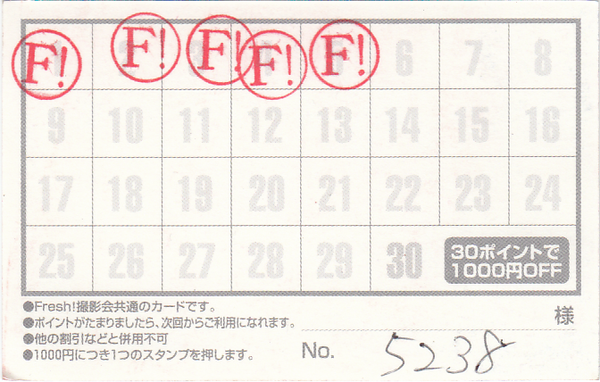 F! F! F! F! F! 6 7 8
9 10 11 12 13 14 15 16
17 18 19 20 21 22 23 24
25 26 27 28 29 30
30ポイントで
1000円OFF
●Fresh!撮影会共通のカードです。
●ポイントがたまりましたら、次回からご利用になれます。
●他の割引などと併用不可
●1000円につき1つのスタンプを押します。
様
No. 5238